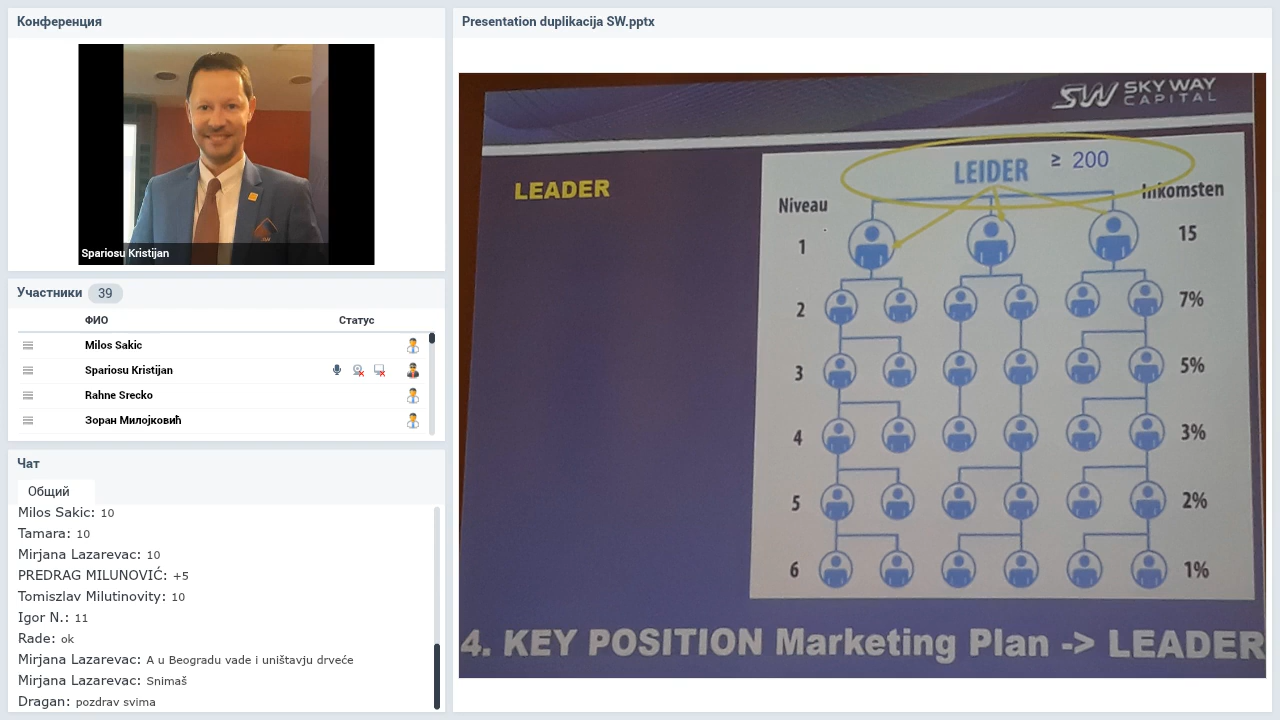 Конференция
Spariosu Kristijan
Участники 39
ФИО Статус
Milos Sakic
Spariosu Kristijan
Rahne Srecko
Зоран Милојковић
Чат
Общий
Milos Sakic: 10
Tamara: 10
Mirjana Lazarevac: 10
PREDRAG MILUNOVIĆ: +5
Tomiszlav Milutinovity: 10
Igor N.: 11
Rade: ok
Mirjana Lazarevac: A u Beogradu vade i uništavju drveće
Mirjana Lazarevac: Snimaš
Dragan: pozdrav svima
Presentation duplikacija SW.pptx
SW SKY WAY
CAPITAL
LEADER
LEIDER ≥ 200
Niveau Inkomsten
1 15
2 7%
3 5%
4 3%
5 2%
6 1%
4. KEY POSITION Marketing Plan -> LEADER